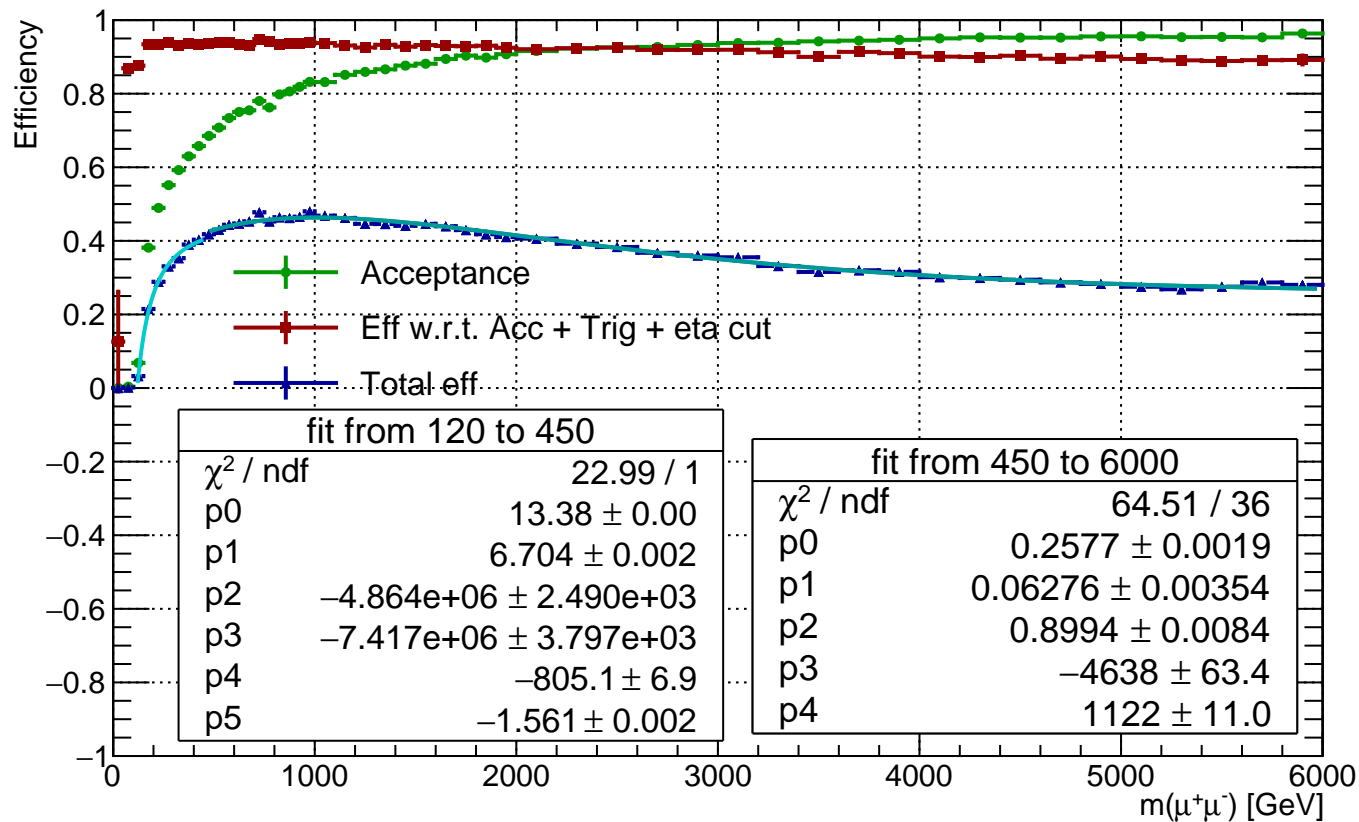 Efficiency
1
0.8
0.6
0.4
0.2
0
−0.2
−0.4
−0.6
−0.8
−1
Acceptance
Eff w.r.t. Acc + Trig + eta cut
Total eff
fit from 120 to 450
χ² / ndf 22.99 / 1
p0 13.38 ± 0.00
p1 6.704 ± 0.002
p2 −4.864e+06 ± 2.490e+03
p3 −7.417e+06 ± 3.797e+03
p4 −805.1 ± 6.9
p5 −1.561 ± 0.002
fit from 450 to 6000
χ² / ndf 64.51 / 36
p0 0.2577 ± 0.0019
p1 0.06276 ± 0.00354
p2 0.8994 ± 0.0084
p3 −4638 ± 63.4
p4 1122 ± 11.0
0 1000 2000 3000 4000 5000 6000
m(μ⁺μ⁻) [GeV]